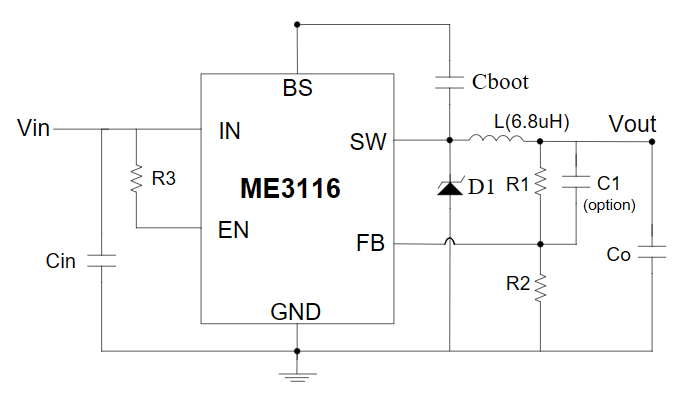 BS
Cboot
Vin
IN
L(6.8uH)
Vout
SW
R3
ME3116
D1
R1
C1
(option)
EN
FB
Cin
Co
R2
GND